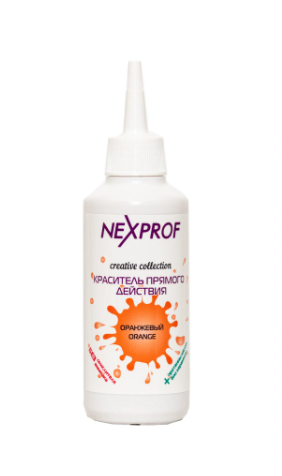 NEXPROF
creative collection
КРАСИТЕЛЬ ПРЯМОГО
ДЕЙСТВИЯ
ОРАНЖЕВЫЙ
ORANGE